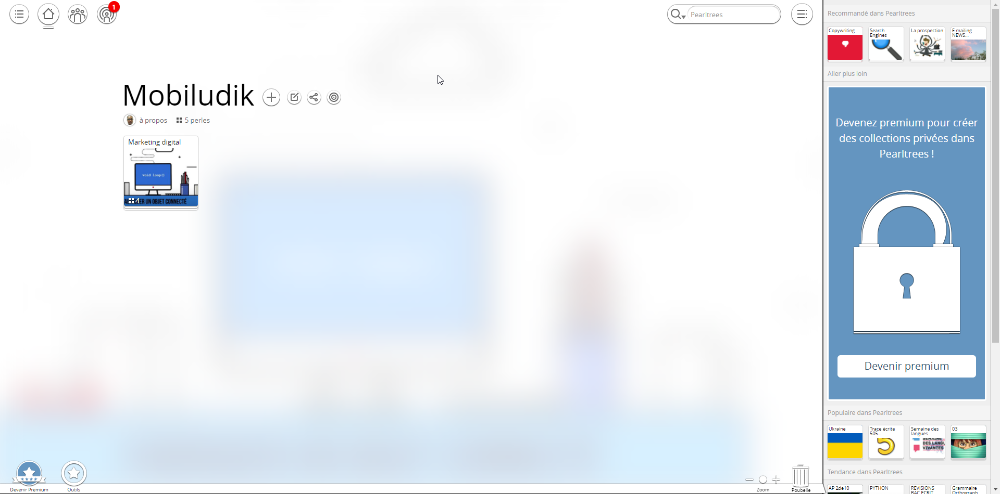 1
Pearltrees
Mobiludik
à propos
5 perles
Marketing digital
void loop()
4
ER UN OBJET CONNECTÉ
Devenir Premium
Outils
Zoom
Poubelle
Recommandé dans Pearltrees
Copywriting
Search
Engines
La prospection
E mailing
NEWS...
Aller plus loin
Devenez premium pour créer
des collections privées dans
Pearltrees !
Devenir premium
Populaire dans Pearltrees
Ukraine
Trace écrite
505...
Semaine des
langues
SEMAINE
DES LANGU
VIVANTES
03
Tendance dans Pearltrees
AP 2de10
PYTHON
REVISIONS
BAC ECRIT
Grammaire
Orthograph